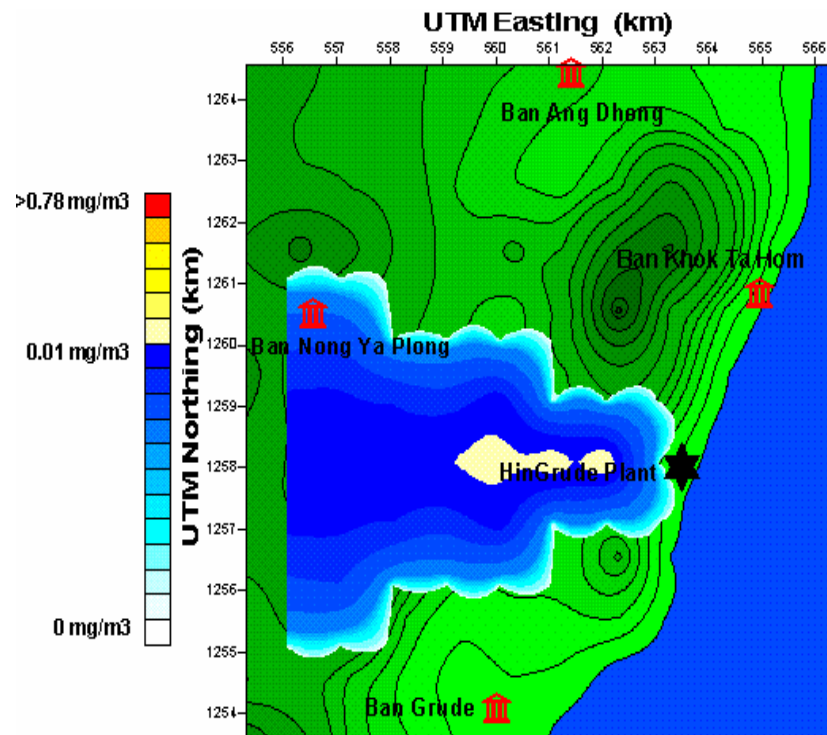 UTM Easting (km)
556 557 558 559 560 561 562 563 564 565 566
1264
Ban Ang Dhong
1263
>0.78 mg/m3
1262
Ban Khok Ta Hom
1261
UTM Northing (km)
0.01 mg/m3
1260
Ban Nong Ya Plong
1259
1258
HinGrude Plant
1257
1256
0 mg/m3
1255
1254
Ban Grude